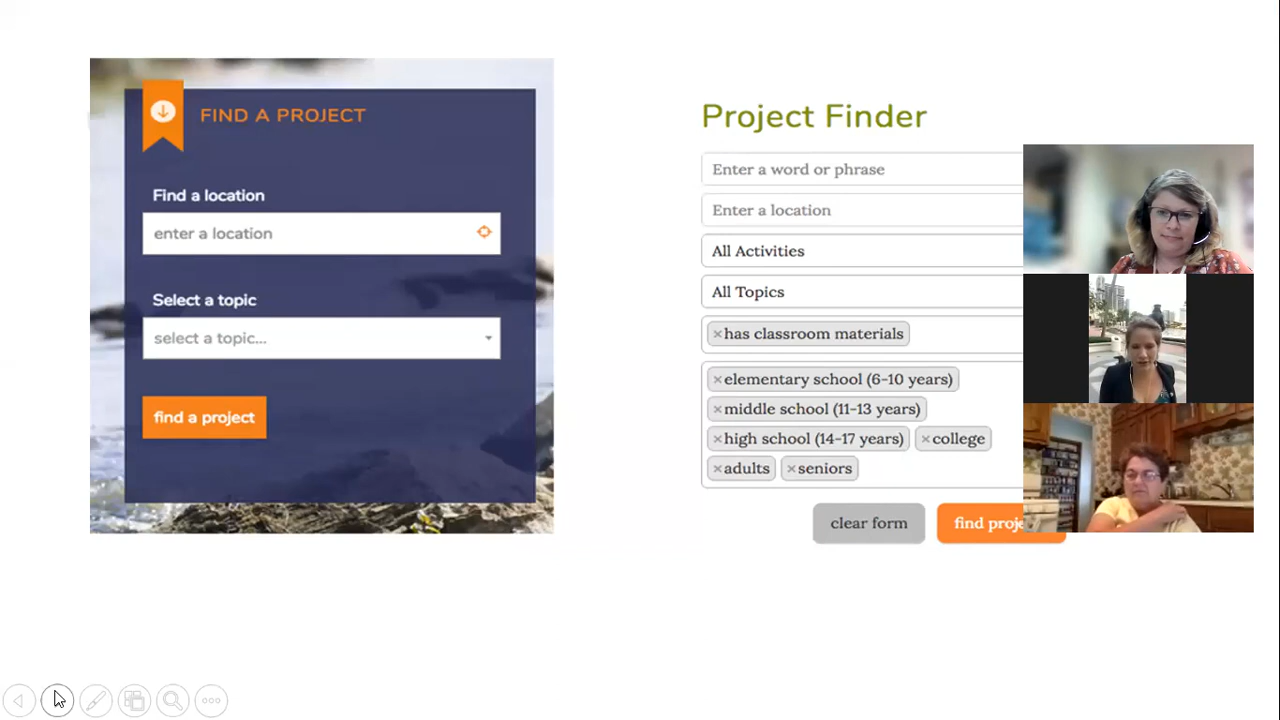 FIND A PROJECT
Find a location
enter a location
Select a topic
select a topic...
find a project
Project Finder
Enter a word or phrase
Enter a location
All Activities
All Topics
×has classroom materials
×elementary school (6-10 years)
×middle school (11-13 years)
×high school (14-17 years) ×college
×adults ×seniors
clear form find proje